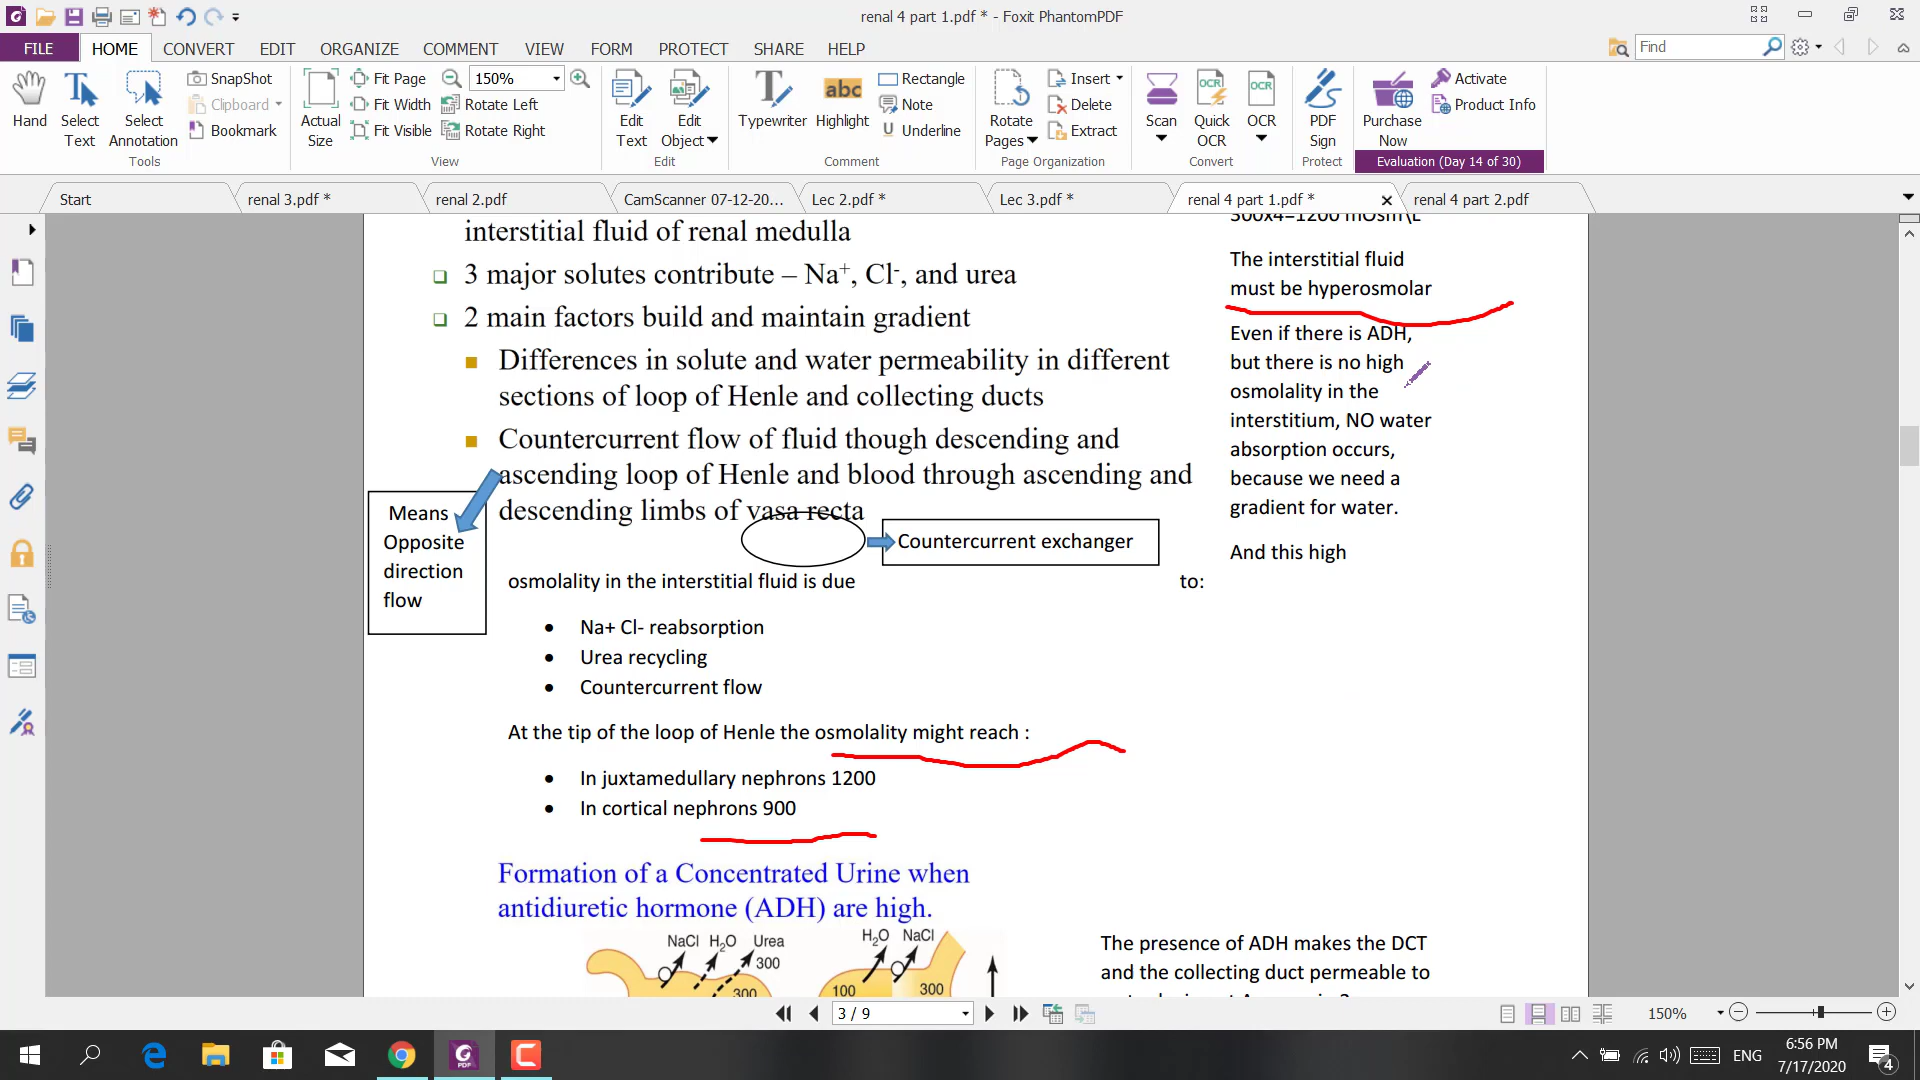 renal 4 part 1.pdf * - Foxit PhantomPDF
FILE HOME CONVERT EDIT ORGANIZE COMMENT VIEW FORM PROTECT SHARE HELP Find
Hand
Select Text
Select Annotation
SnapShot
Clipboard
Bookmark
Tools
Actual Size
Fit Page
Fit Width
Fit Visible
150%
Rotate Left
Rotate Right
View
Edit Text
Edit Object
Edit
Typewriter
abc
Highlight
Rectangle
Note
Underline
Comment
Rotate Pages
Insert
Delete
Extract
Page Organization
Scan
OCR
Quick OCR
OCR
OCR
Convert
PDF Sign
Protect
Purchase Now
Activate
Product Info
Evaluation (Day 14 of 30)
Start renal 3.pdf * renal 2.pdf CamScanner 07-12-20... Lec 2.pdf * Lec 3.pdf * renal 4 part 1.pdf * renal 4 part 2.pdf
interstitial fluid of renal medulla
3 major solutes contribute – Na+, Cl-, and urea
2 main factors build and maintain gradient
Differences in solute and water permeability in different
sections of loop of Henle and collecting ducts
Countercurrent flow of fluid though descending and
ascending loop of Henle and blood through ascending and
descending limbs of vasa recta
Means
Opposite
direction
flow
Countercurrent exchanger
300x4=1200 mOsm\L
The interstitial fluid
must be hyperosmolar
Even if there is ADH,
but there is no high
osmolality in the
interstitium, NO water
absorption occurs,
because we need a
gradient for water.
And this high
osmolality in the interstitial fluid is due to:
• Na+ Cl- reabsorption
• Urea recycling
• Countercurrent flow
At the tip of the loop of Henle the osmolality might reach :
• In juxtamedullary nephrons 1200
• In cortical nephrons 900
Formation of a Concentrated Urine when
antidiuretic hormone (ADH) are high.
NaCl H2O Urea
300
300
H2O NaCl
100 300
The presence of ADH makes the DCT
and the collecting duct permeable to
3 / 9
150%
PDF
ENG
6:56 PM
7/17/2020
4